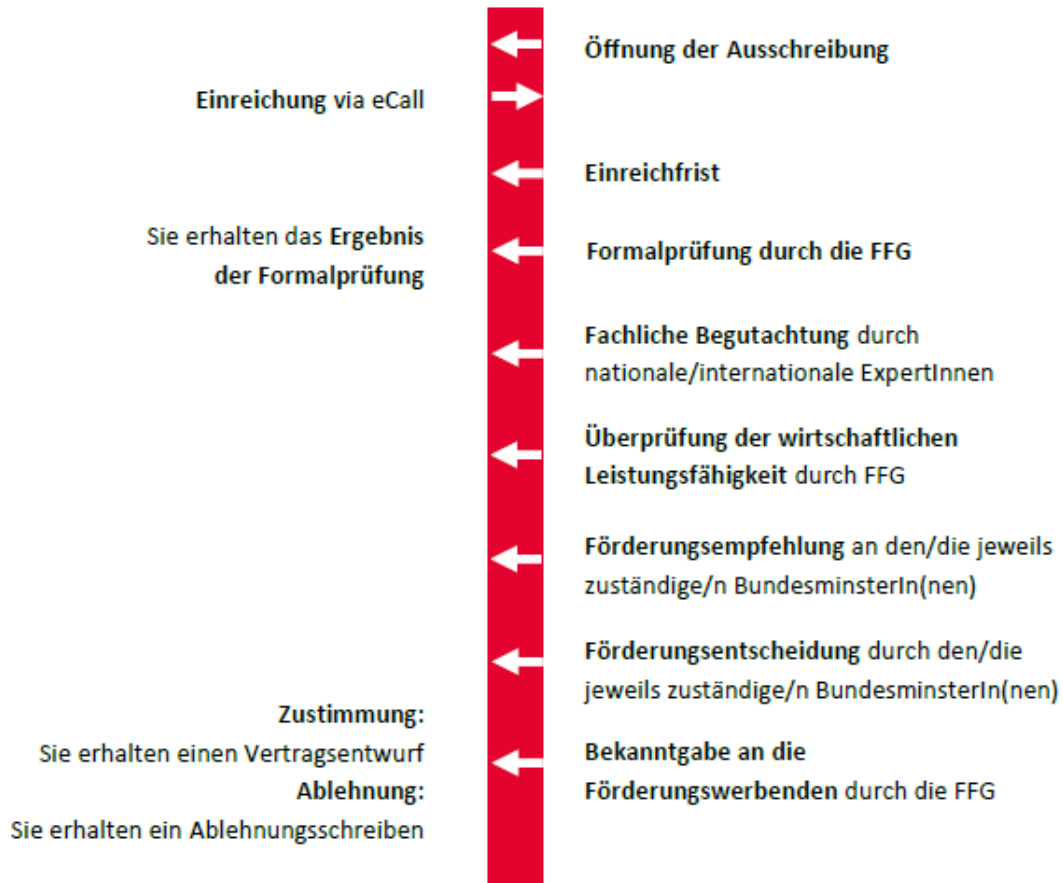 Öffnung der Ausschreibung
Einreichung via eCall
Einreichfrist
Sie erhalten das Ergebnis
der Formalprüfung
Formalprüfung durch die FFG
Fachliche Begutachtung durch
nationale/internationale ExpertInnen
Überprüfung der wirtschaftlichen
Leistungsfähigkeit durch FFG
Förderungsempfehlung an den/die jeweils
zuständige/n BundesminsterIn(nen)
Förderungsentscheidung durch den/die
jeweils zuständige/n BundesminsterIn(nen)
Zustimmung:
Sie erhalten einen Vertragsentwurf
Ablehnung:
Sie erhalten ein Ablehnungsschreiben
Bekanntgabe an die
Förderungswerbenden durch die FFG